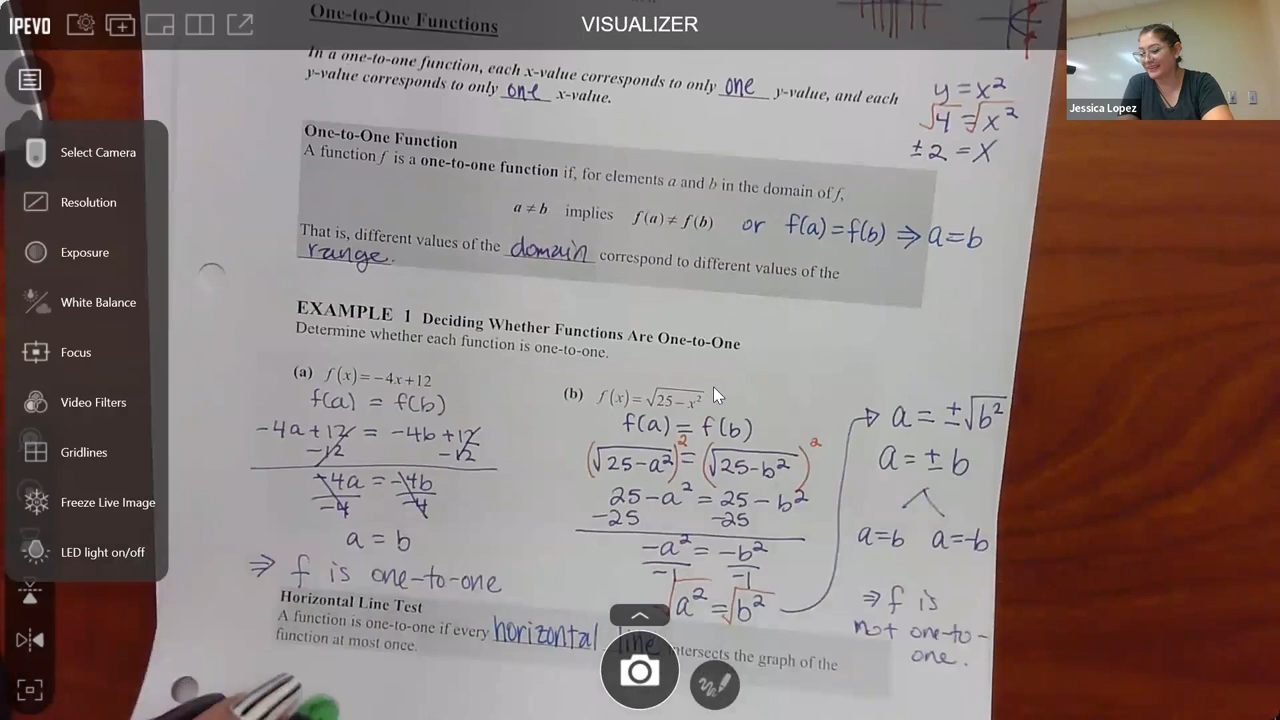 IPEVO
VISUALIZER
Jessica Lopez
Select Camera
Resolution
Exposure
White Balance
Focus
Video Filters
Gridlines
Freeze Live Image
LED light on/off
One-to-One Functions
In a one-to-one function, each x-value corresponds to only one y-value, and each
y-value corresponds to only one x-value.
y = x²
√4 = √x²
±2 = x
One-to-One Function
A function f is a one-to-one function if, for elements a and b in the domain of f,
a ≠ b implies f(a) ≠ f(b) or f(a) = f(b) ⇒ a = b
That is, different values of the domain correspond to different values of the
range.
EXAMPLE 1 Deciding Whether Functions Are One-to-One
Determine whether each function is one-to-one.
(a) f(x) = −4x + 12
f(a) = f(b)
−4a + 12 = −4b + 12
−12 −12
−4a = −4b
−4 −4
a = b
⇒ f is one-to-one
(b) f(x) = √25 − x²
f(a) = f(b)
(√25 − a²)² = (√25 − b²)²
25 − a² = 25 − b²
−25 −25
−a² = −b²
−1 −1
√a² = √b²
a = ±√b²
a = ± b
a = b a = −b
⇒ f is
not one-to-
one.
Horizontal Line Test
A function is one-to-one if every horizontal line intersects the graph of the
function at most once.